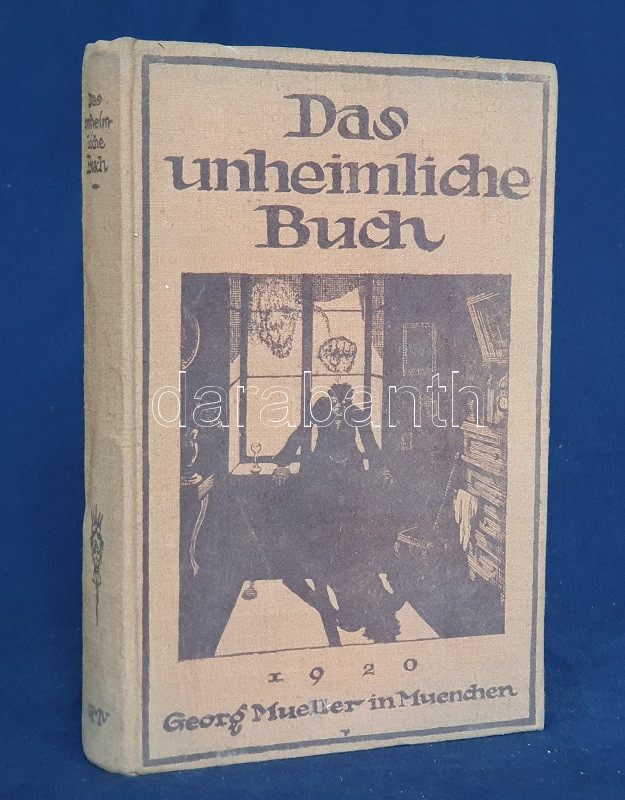 Das
unheimliche
Buch
1920
Georg Mueller in Muenchen
Das
unheim-
liche
Buch
darabanth